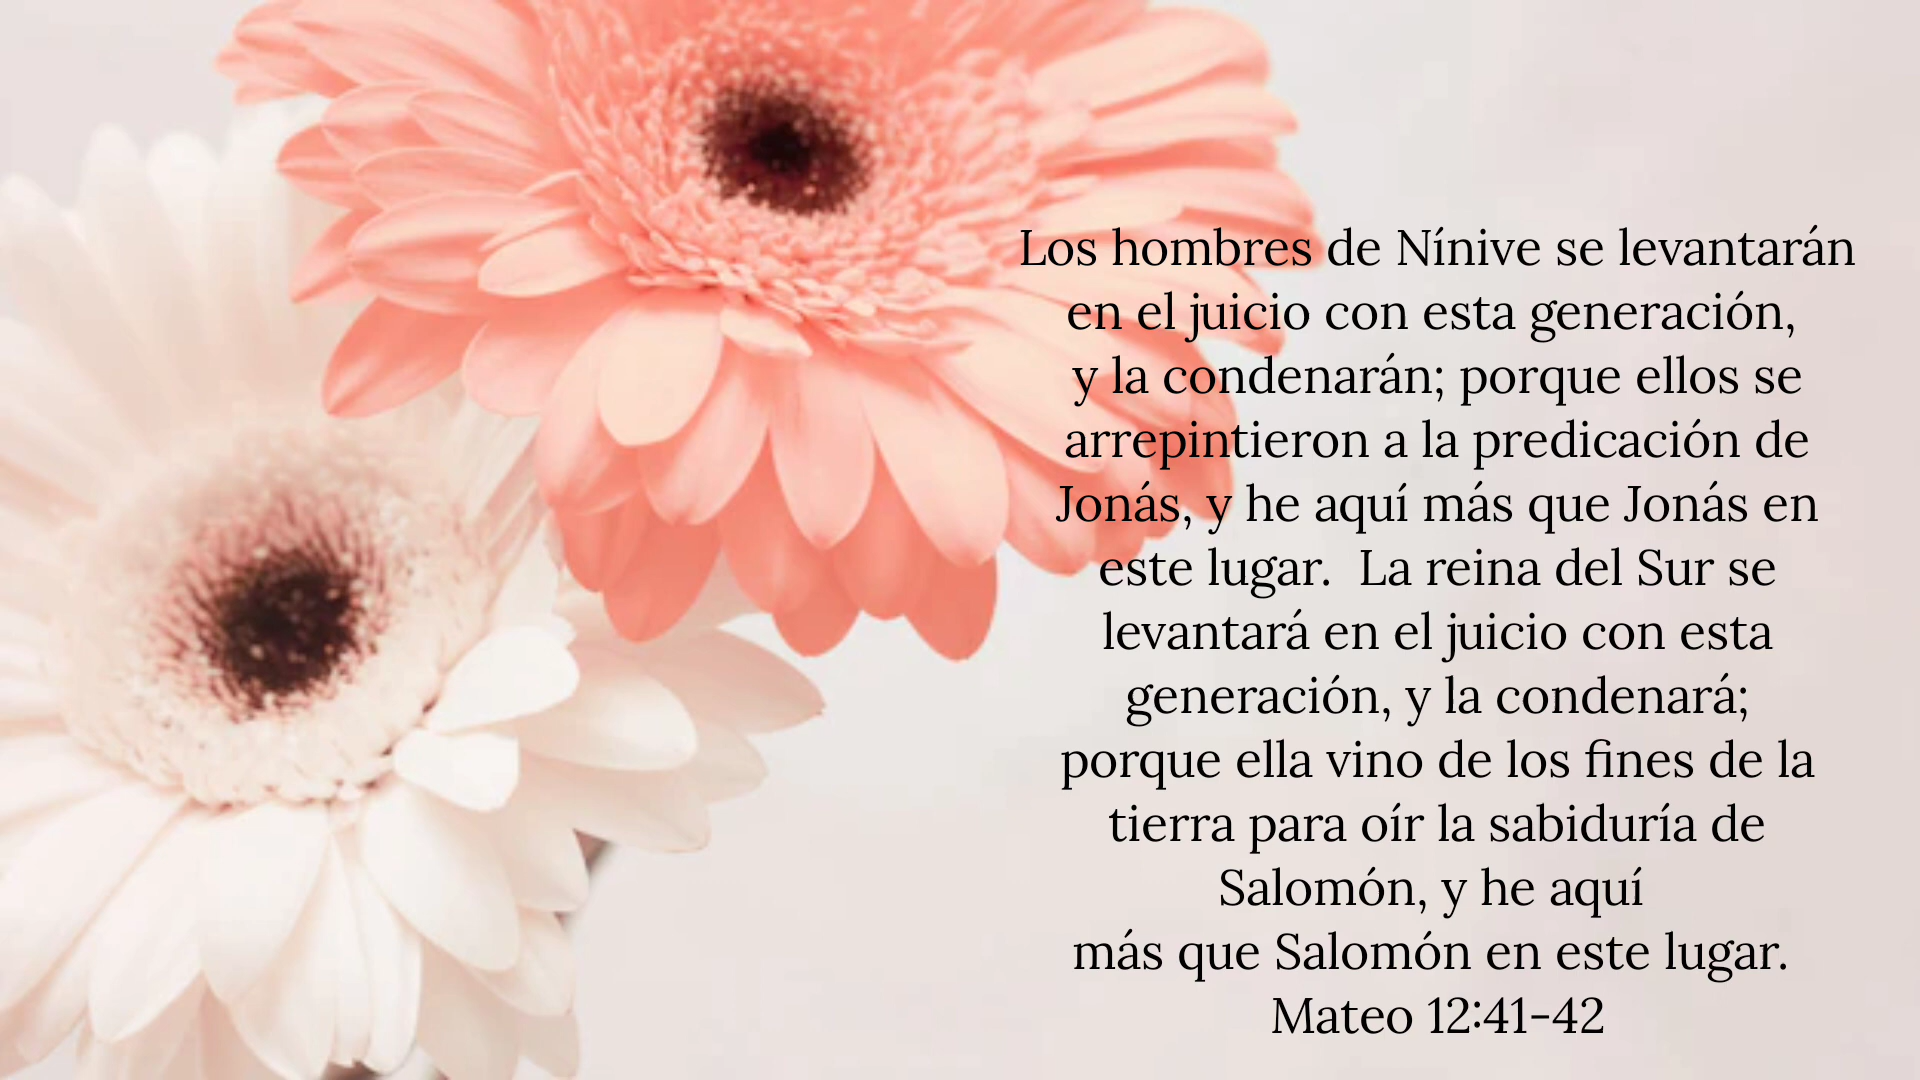 Los hombres de Nínive se levantarán
en el juicio con esta generación,
y la condenarán; porque ellos se
arrepintieron a la predicación de
Jonás, y he aquí más que Jonás en
este lugar.  La reina del Sur se
levantará en el juicio con esta
generación, y la condenará;
porque ella vino de los fines de la
tierra para oír la sabiduría de
Salomón, y he aquí
más que Salomón en este lugar.
Mateo 12:41-42